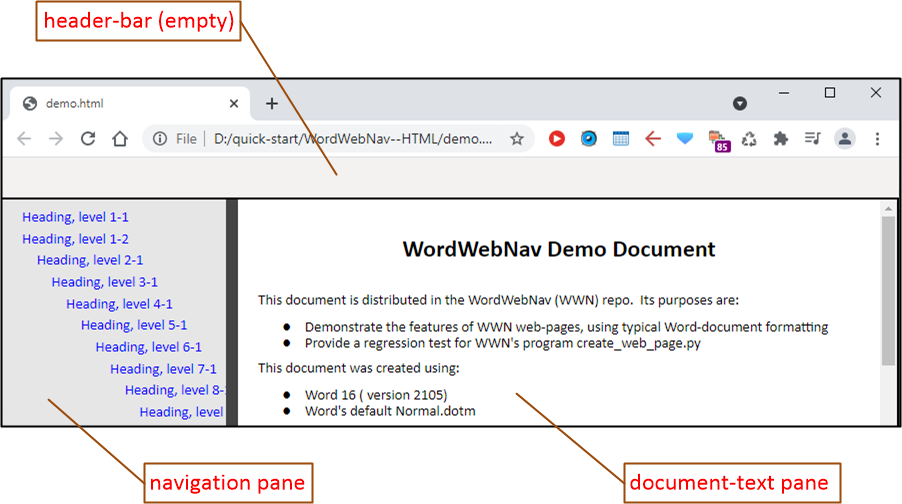 header-bar (empty)
demo.html
File
D:/quick-start/WordWebNav--HTML/demo....
85
Heading, level 1-1
Heading, level 1-2
Heading, level 2-1
Heading, level 3-1
Heading, level 4-1
Heading, level 5-1
Heading, level 6-1
Heading, level 7-1
Heading, level 8-
Heading, level
WordWebNav Demo Document
This document is distributed in the WordWebNav (WWN) repo.  Its purposes are:
● Demonstrate the features of WWN web-pages, using typical Word-document formatting
● Provide a regression test for WWN's program create_web_page.py
This document was created using:
● Word 16 ( version 2105)
● Word's default Normal.dotm
navigation pane
document-text pane